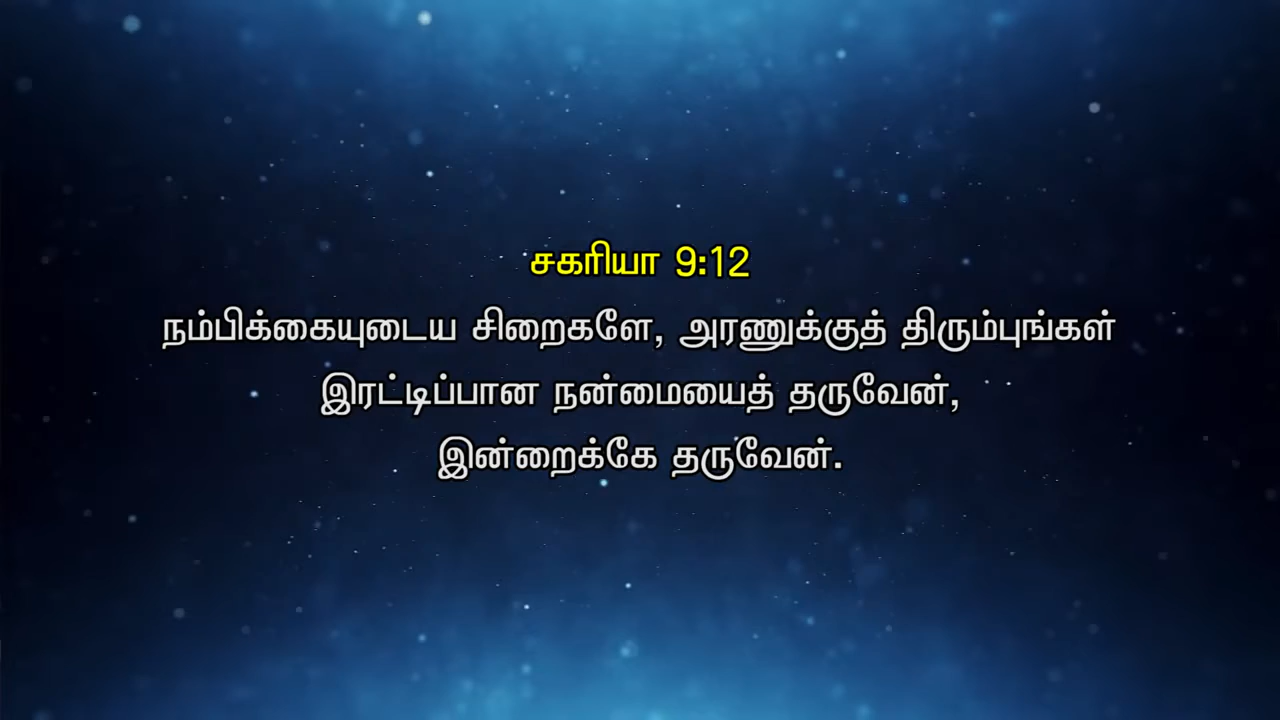 சகரியா 9:12
நம்பிக்கையுடைய சிறைகளே, அரணுக்குத் திரும்புங்கள்
இரட்டிப்பான நன்மையைத் தருவேன்,
இன்றைக்கே தருவேன்.